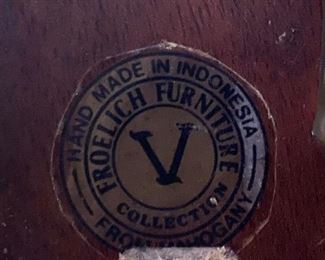 HAND MADE IN INDONESIA
FROM MAHOGANY
FROELICH FURNITURE
COLLECTION
V